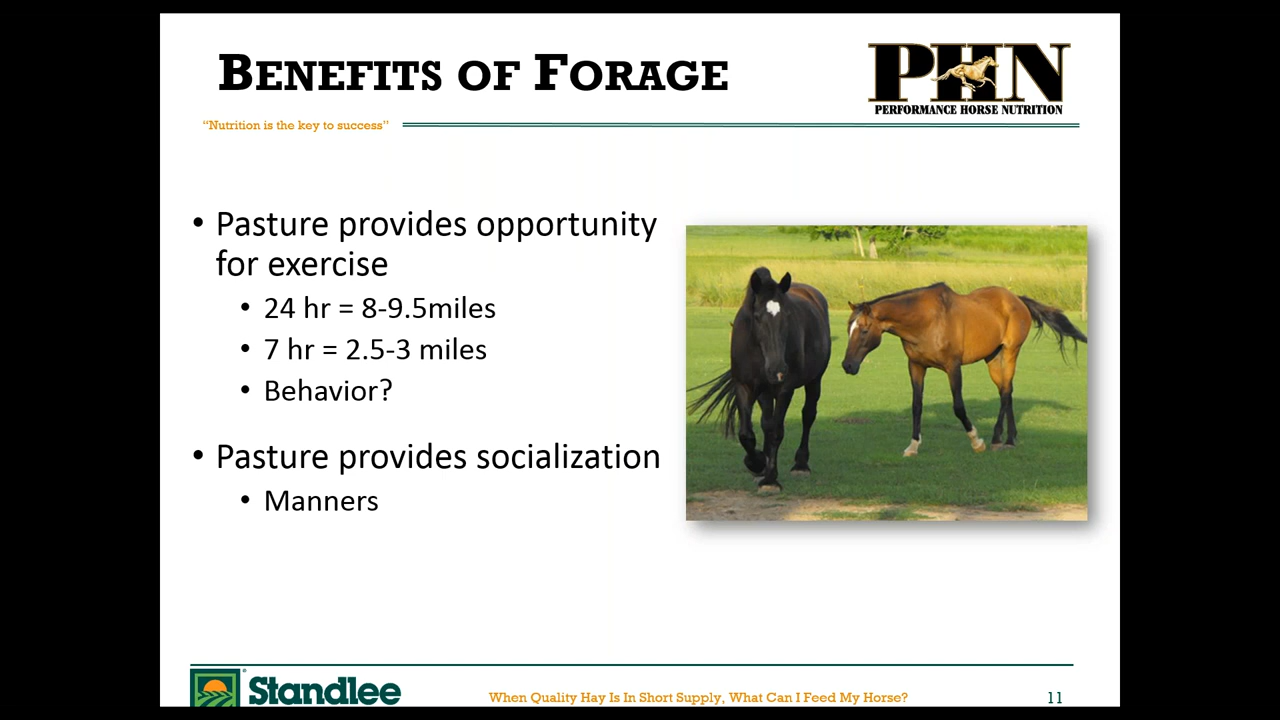 BENEFITS OF FORAGE
PHN
PERFORMANCE HORSE NUTRITION
“Nutrition is the key to success”
• Pasture provides opportunity
for exercise
• 24 hr = 8-9.5miles
• 7 hr = 2.5-3 miles
• Behavior?
• Pasture provides socialization
• Manners
Standlee
When Quality Hay Is In Short Supply, What Can I Feed My Horse?
11